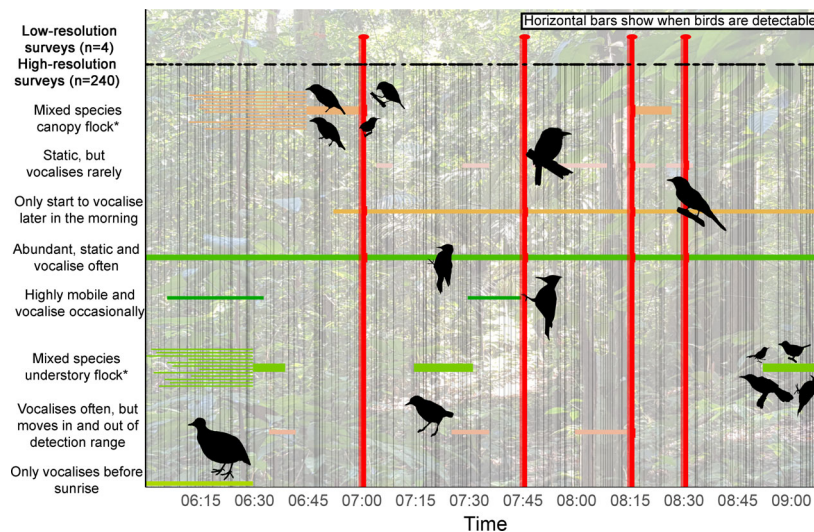 Horizontal bars show when birds are detectable
Low-resolution
surveys (n=4)
High-resolution
surveys (n=240)
Mixed species
canopy flock*
Static, but
vocalises rarely
Only start to vocalise
later in the morning
Abundant, static and
vocalise often
Highly mobile and
vocalise occasionally
Mixed species
understory flock*
Vocalises often, but
moves in and out
of detection range
Only vocalises before
sunrise
06:15 06:30 06:45 07:00 07:15 07:30 07:45 08:00 08:15 08:30 08:45 09:00
Time